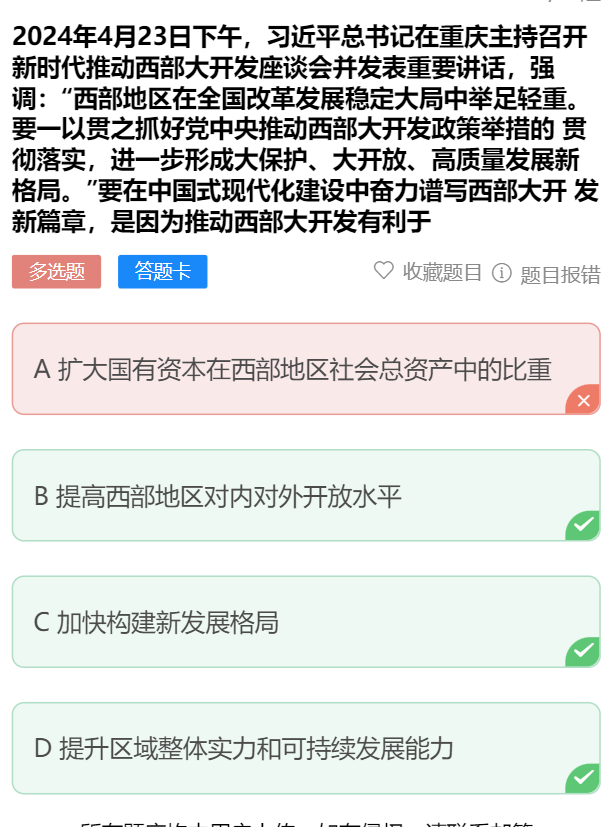 2024年4月23日下午，习近平总书记在重庆主持召开
新时代推动西部大开发座谈会并发表重要讲话，强
调：“西部地区在全国改革发展稳定大局中举足轻重。
要一以贯之抓好党中央推动西部大开发政策举措的 贯
彻落实，进一步形成大保护、大开放、高质量发展新
格局。”要在中国式现代化建设中奋力谱写西部大开 发
新篇章，是因为推动西部大开发有利于
多选题 答题卡 收藏题目 题目报错
A 扩大国有资本在西部地区社会总资产中的比重
B 提高西部地区对内对外开放水平
C 加快构建新发展格局
D 提升区域整体实力和可持续发展能力